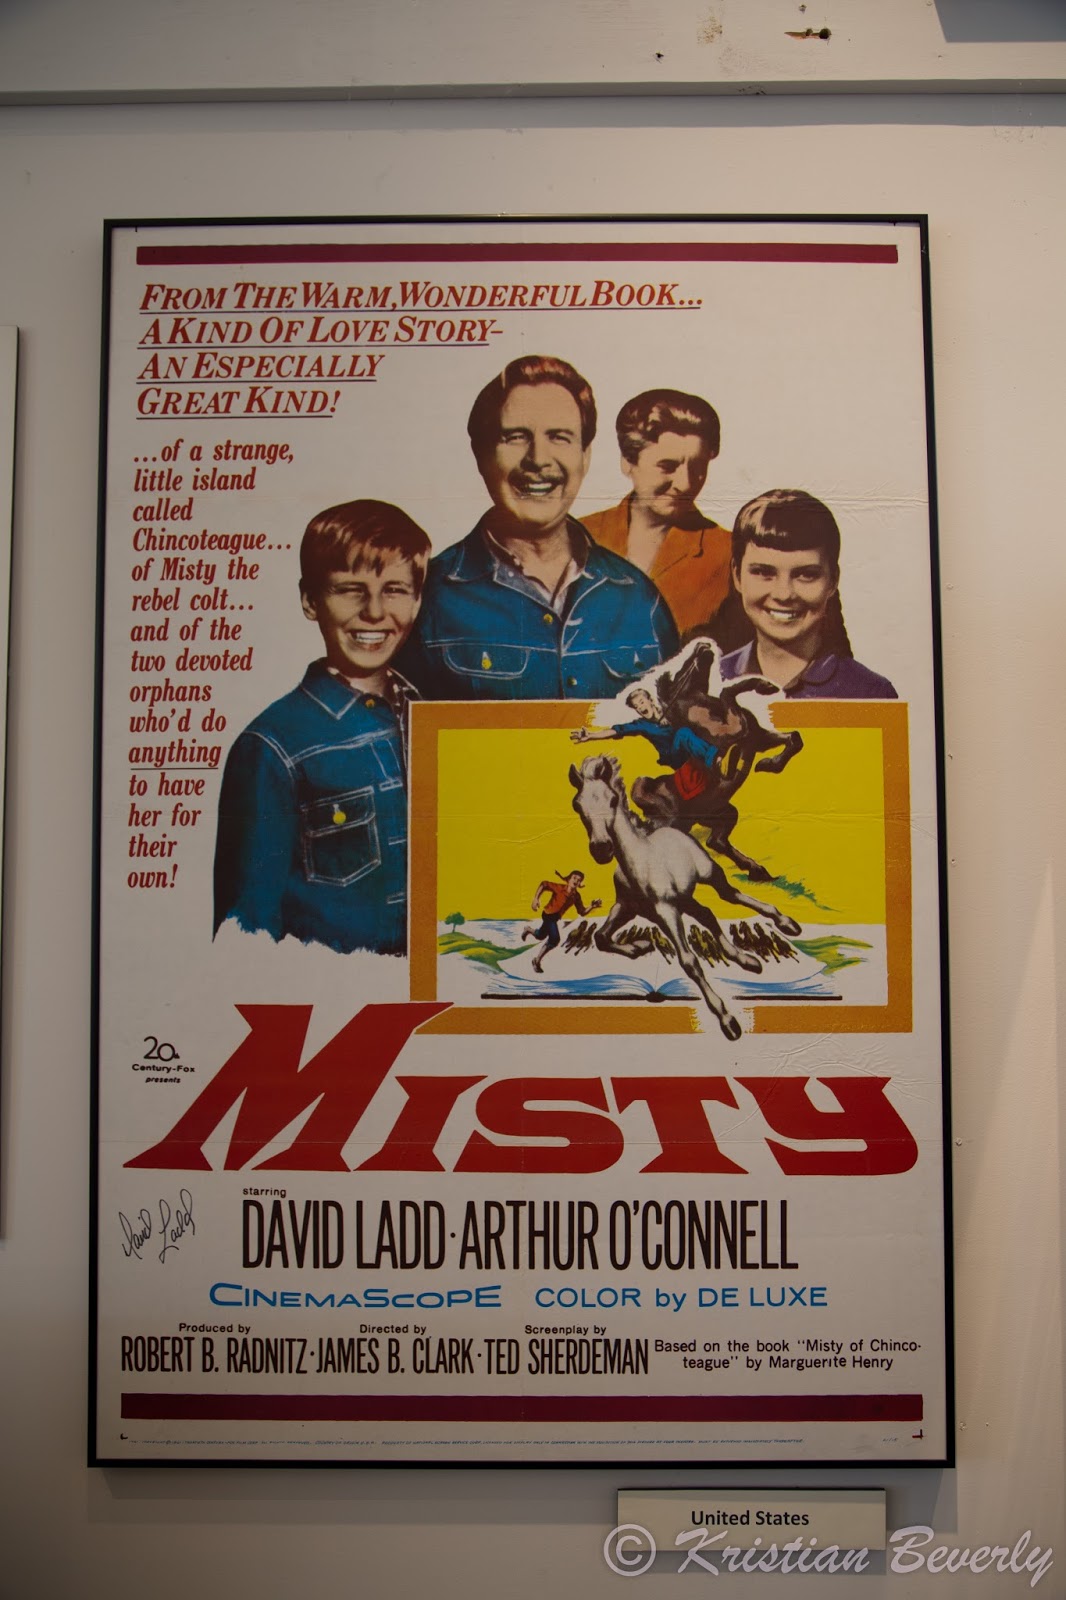 FROM THE WARM, WONDERFUL BOOK...
A KIND OF LOVE STORY-
AN ESPECIALLY
GREAT KIND!
...of a strange,
little island
called
Chincoteague...
of Misty the
rebel colt...
and of the
two devoted
orphans
who'd do
anything
to have
her for
their
own!
20th
Century-Fox
presents
MISTY
starring
David Ladd
DAVID LADD · ARTHUR O'CONNELL
CINEMASCOPE COLOR by DE LUXE
Produced by Directed by Screenplay by
ROBERT B. RADNITZ · JAMES B. CLARK · TED SHERDEMAN
Based on the book "Misty of Chinco-
teague" by Marguerite Henry
United States
© Kristian Beverly